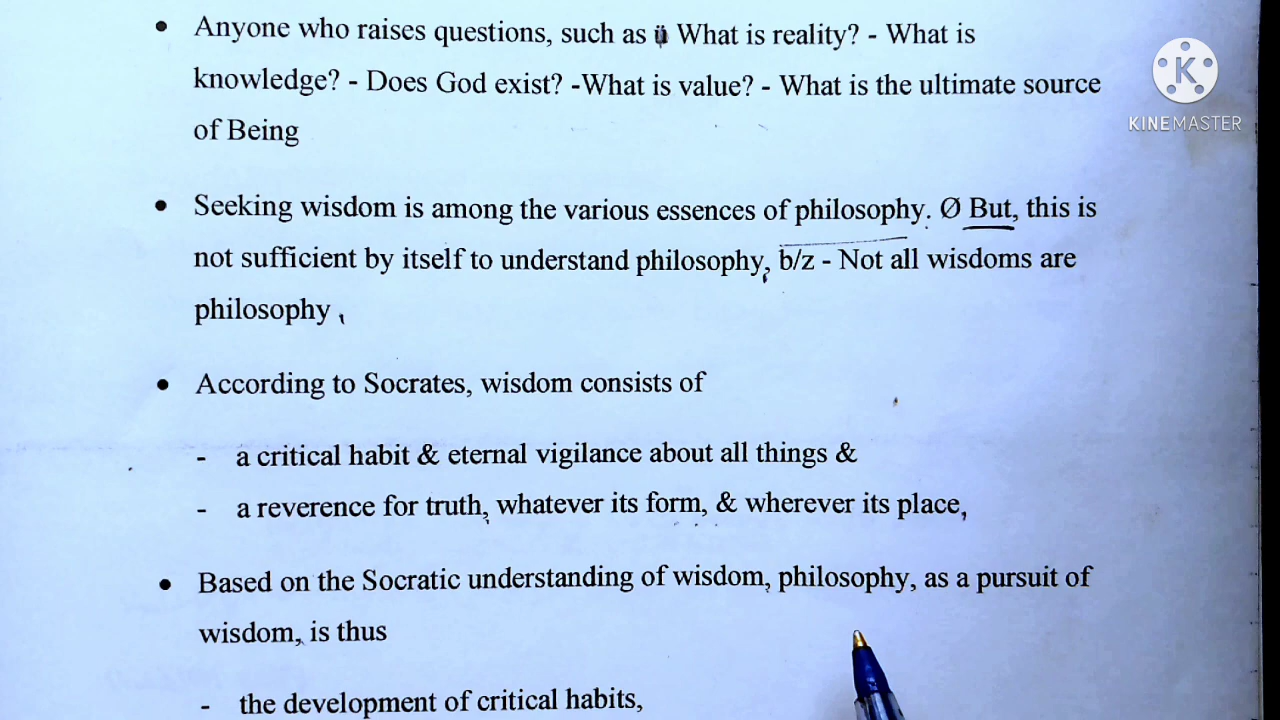 • Anyone who raises questions, such as ü What is reality? - What is
knowledge? - Does God exist? -What is value? - What is the ultimate source
of Being
• Seeking wisdom is among the various essences of philosophy. Ø But, this is
not sufficient by itself to understand philosophy, b/z - Not all wisdoms are
philosophy
• According to Socrates, wisdom consists of
- a critical habit & eternal vigilance about all things &
- a reverence for truth, whatever its form, & wherever its place,
• Based on the Socratic understanding of wisdom, philosophy, as a pursuit of
wisdom, is thus
- the development of critical habits,
K
KINEMASTER